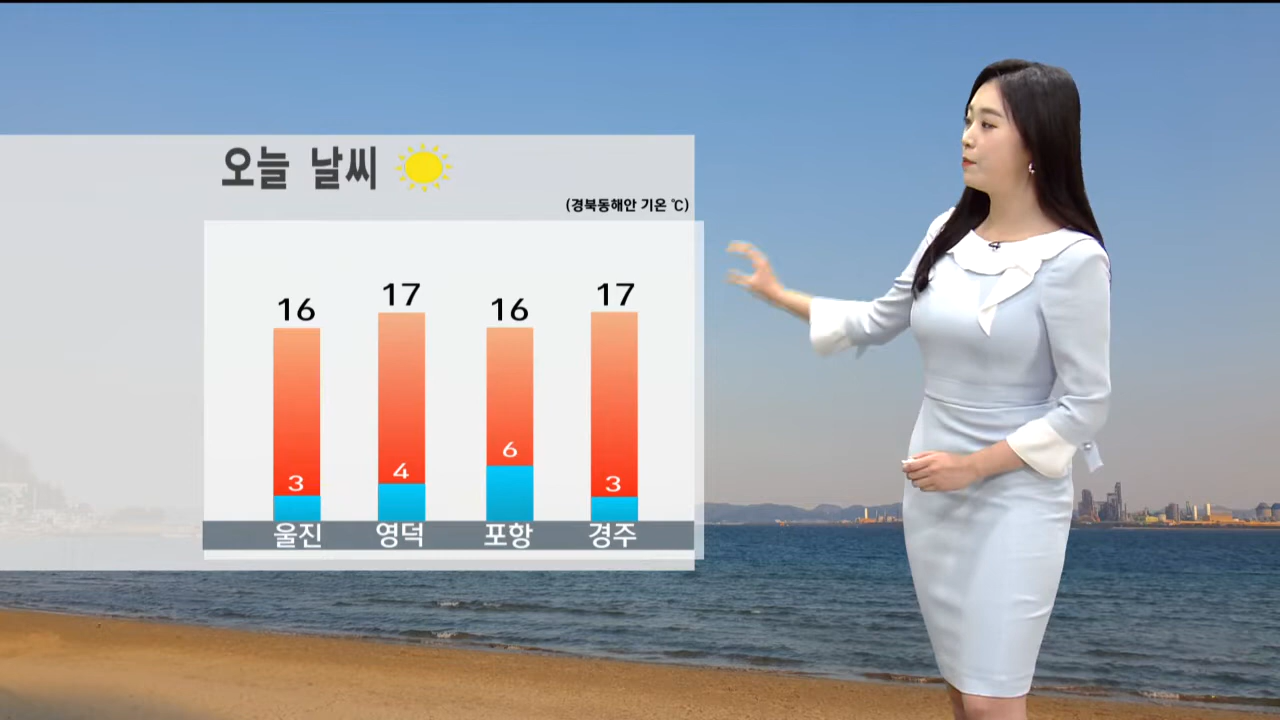 오늘 날씨
(경북동해안 기온 ℃)
16 17 16 17
3 4 6 3
울진 영덕 포항 경주